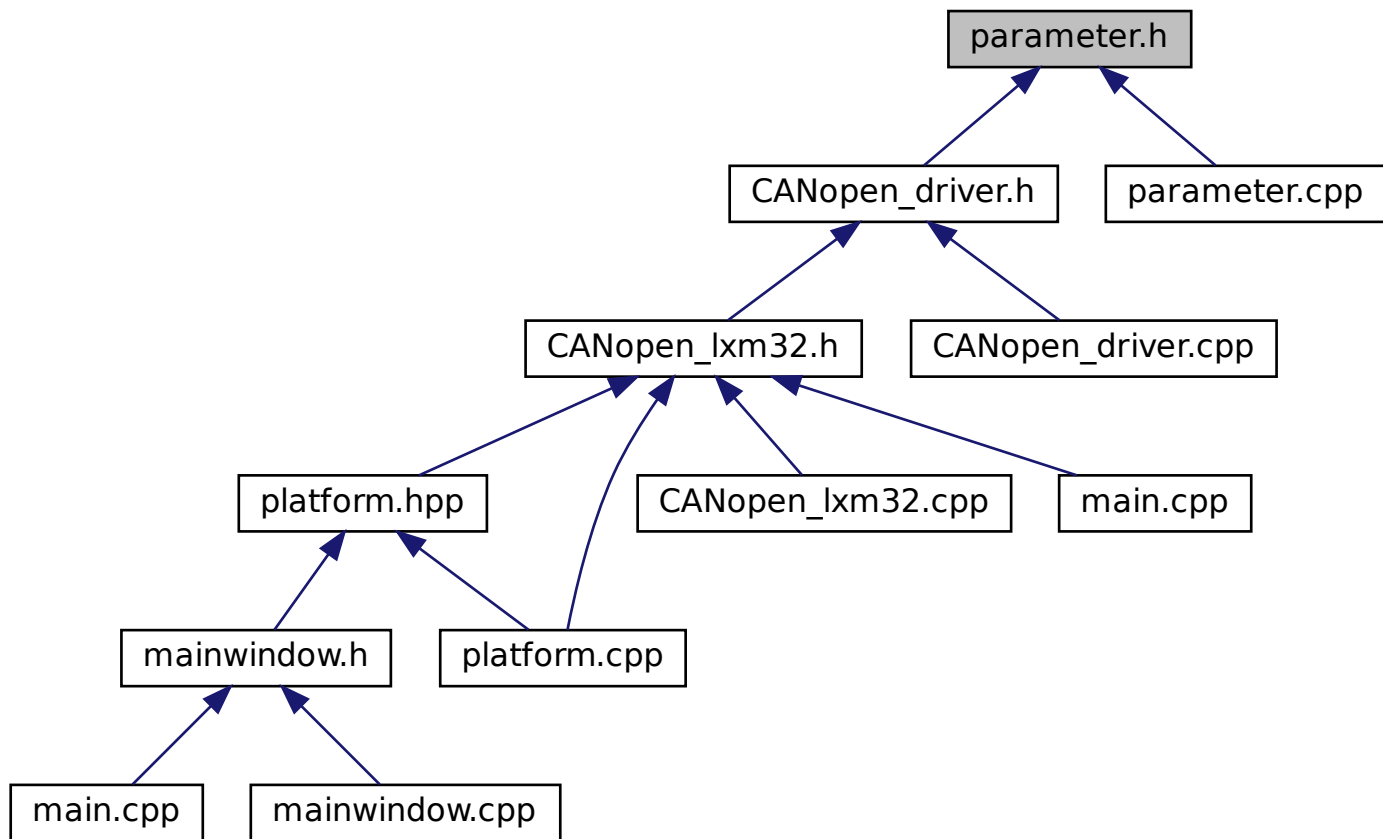 parameter.h
CANopen_driver.h
parameter.cpp
CANopen_lxm32.h
CANopen_driver.cpp
platform.hpp
CANopen_lxm32.cpp
main.cpp
mainwindow.h
platform.cpp
main.cpp
mainwindow.cpp